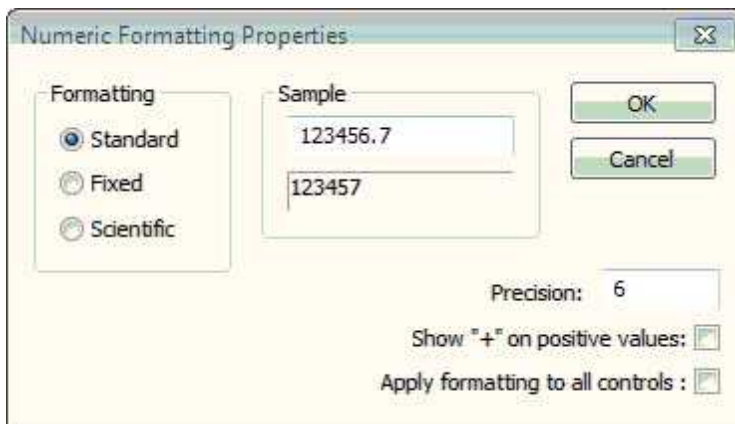 Numeric Formatting Properties
Formatting
Standard
Fixed
Scientific
Sample
123456.7
123457
OK
Cancel
Precision: 6
Show "+" on positive values:
Apply formatting to all controls :